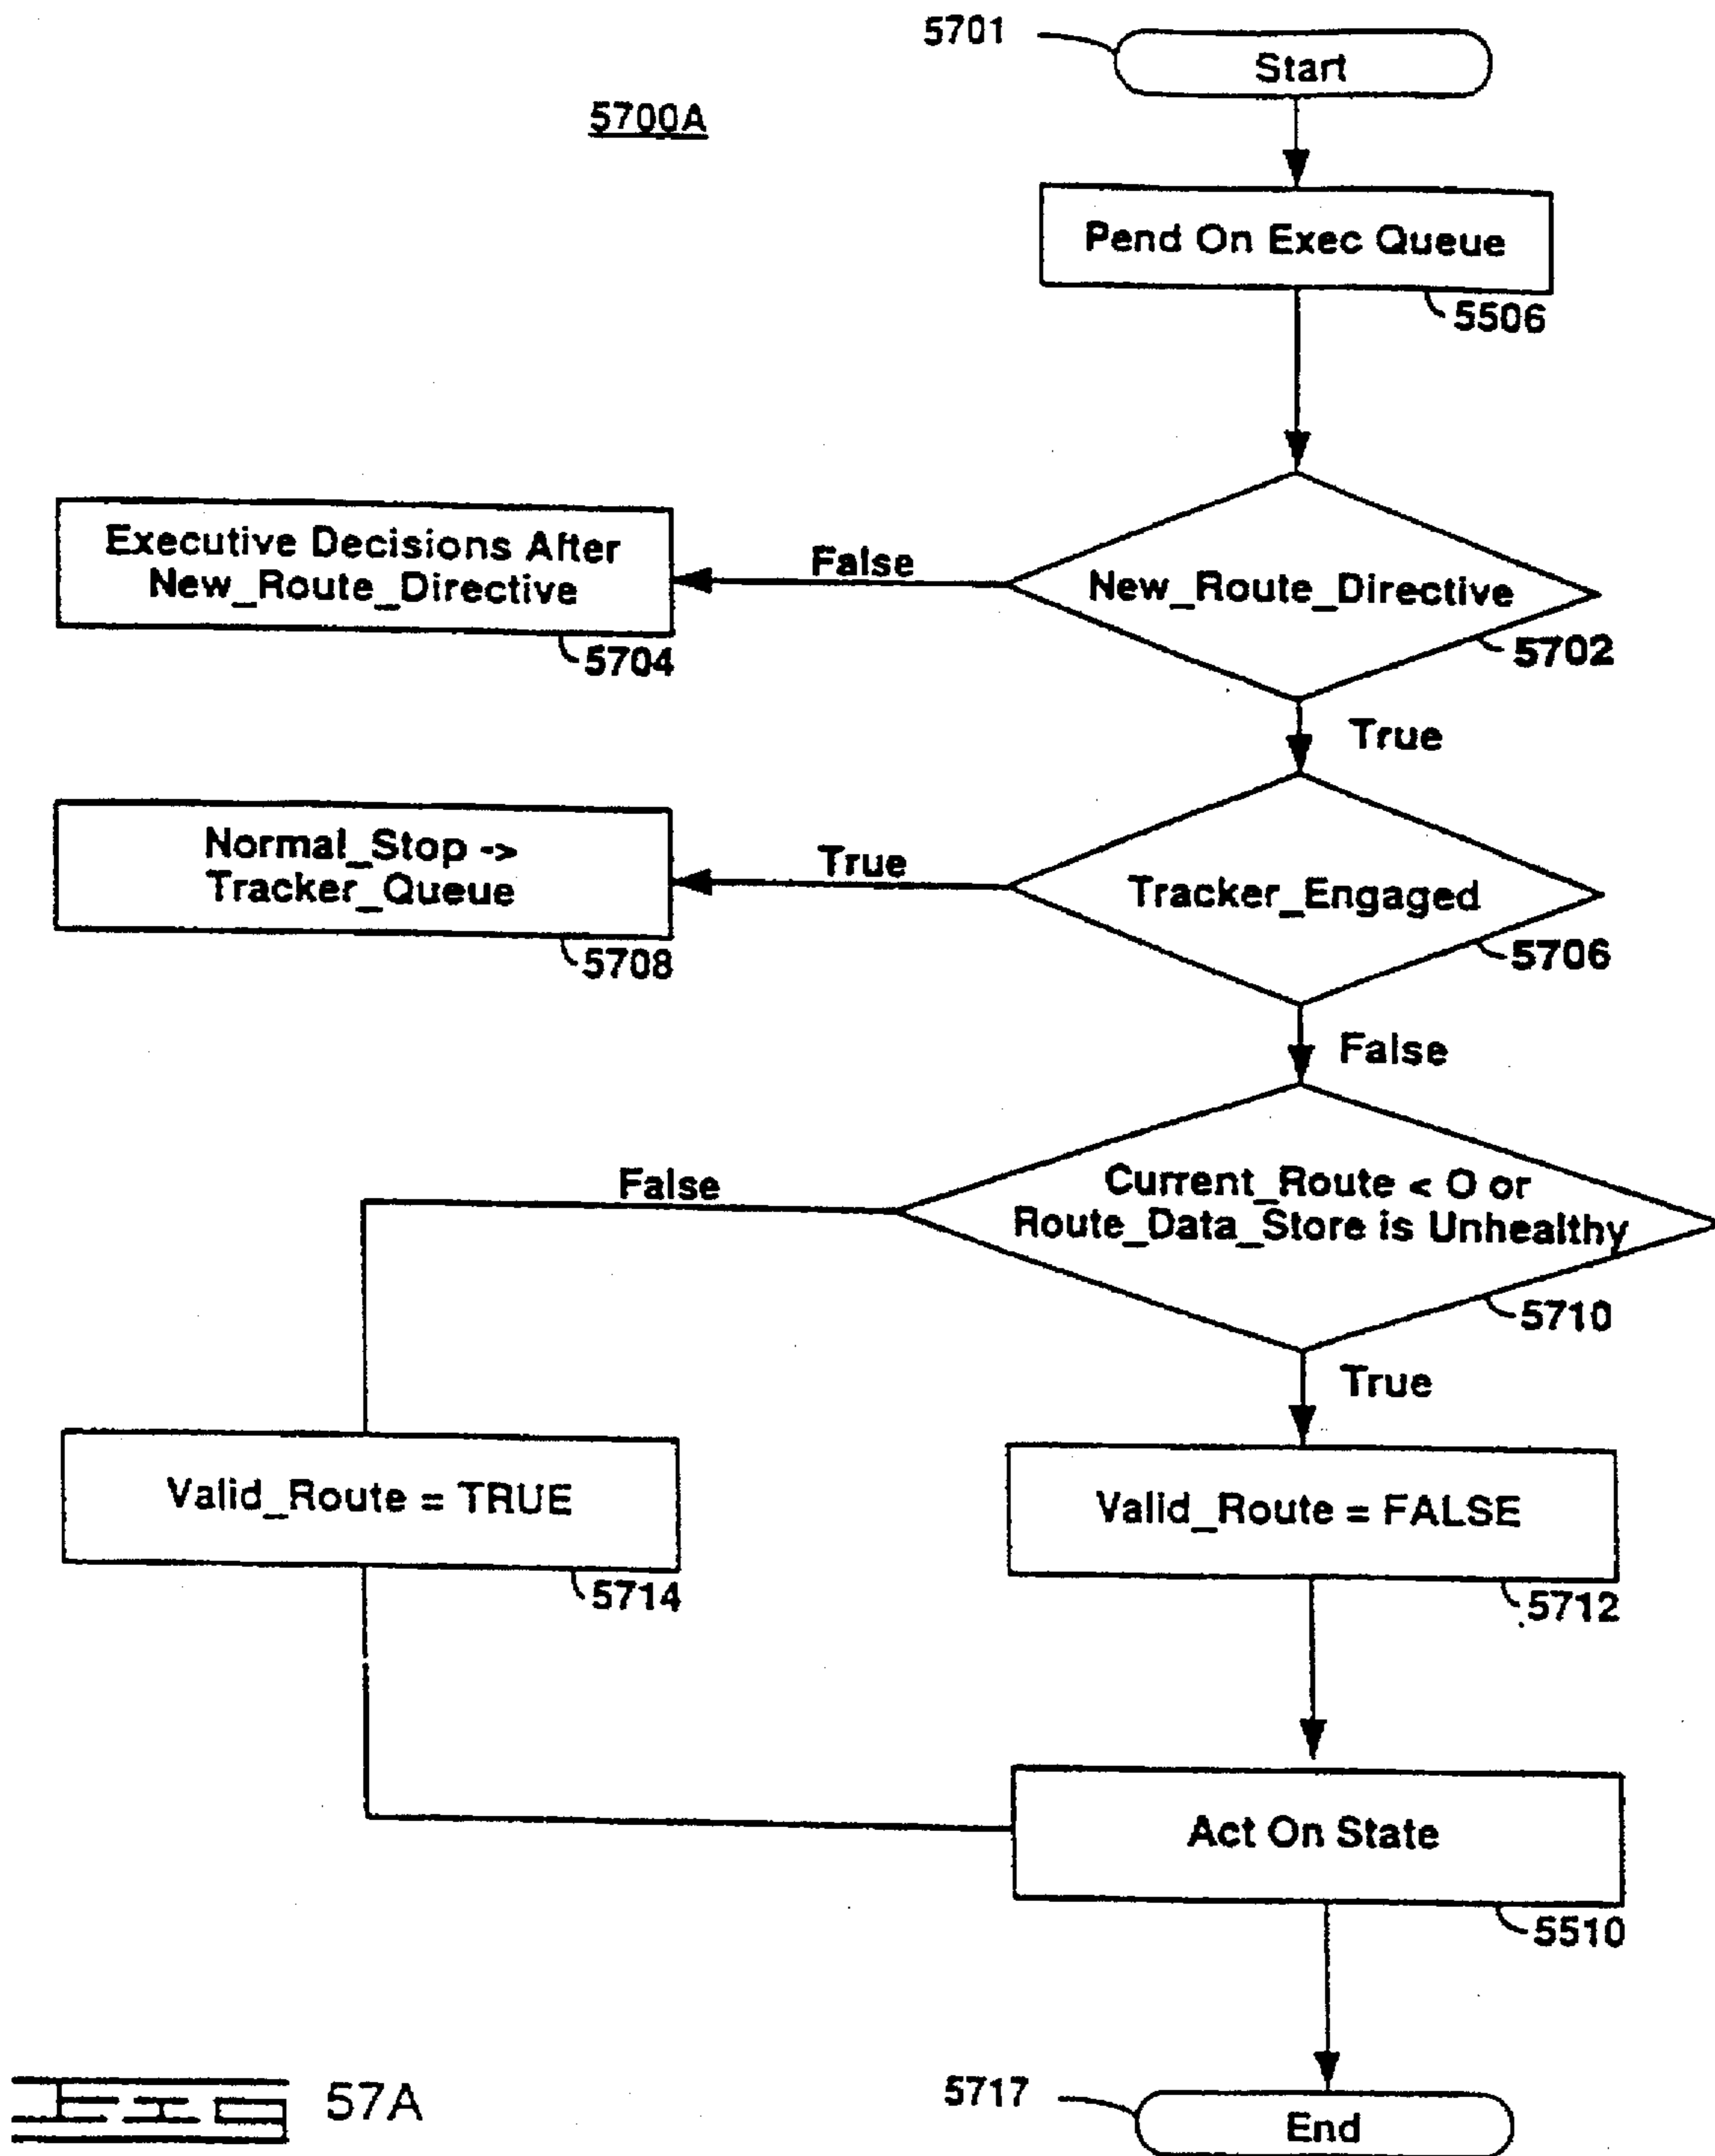 5701
Start
5700A
Pend On Exec Queue
5506
Executive Decisions After
New_Route_Directive
5704
False
New_Route_Directive
5702
True
Normal_Stop ->
Tracker_Queue
5708
True
Tracker_Engaged
5706
False
False
Current_Route < O or
Route_Data_Store is Unhealthy
5710
True
Valid_Route = TRUE
5714
Valid_Route = FALSE
5712
Act On State
5510
FIG 57A
5717
End